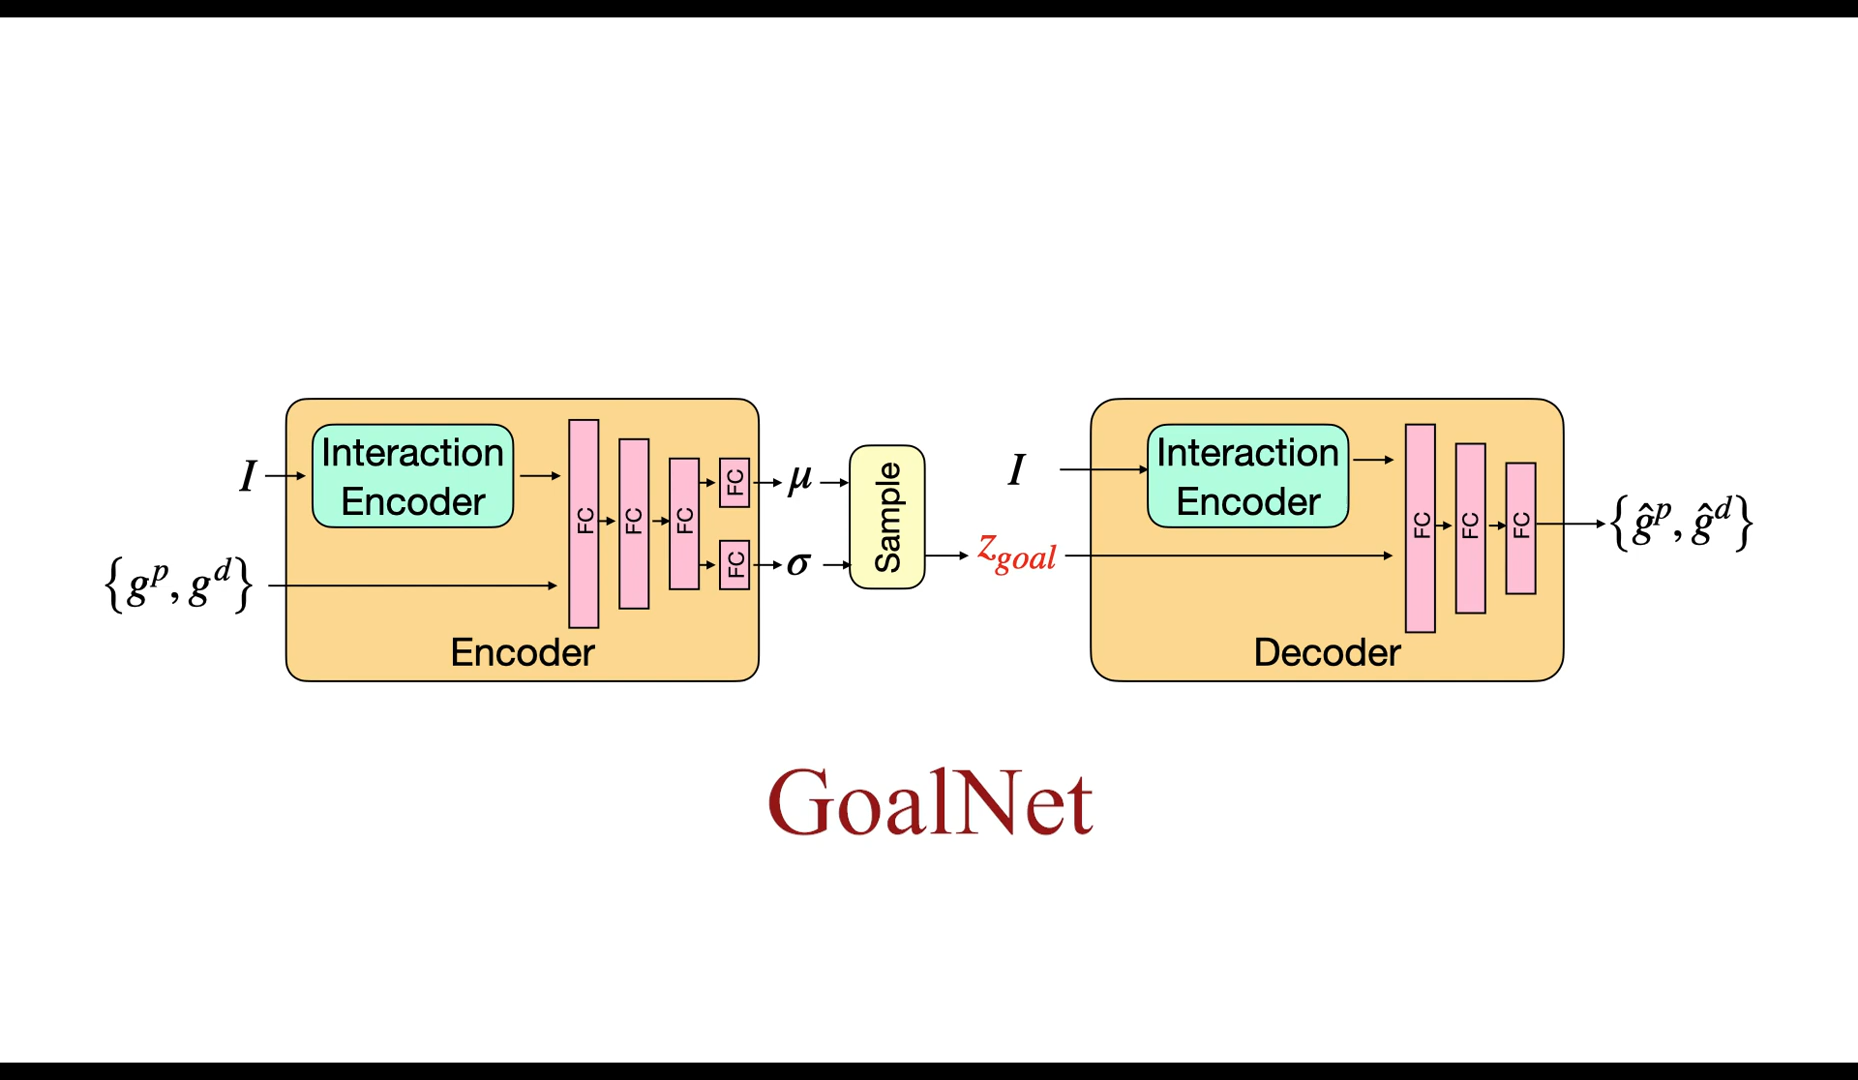 I
Interaction
Encoder
{g^p, g^d}
FC
FC
FC
FC
FC
Encoder
μ
σ
Sample
I
z_goal
Interaction
Encoder
FC
FC
FC
Decoder
{ĝ^p, ĝ^d}
GoalNet